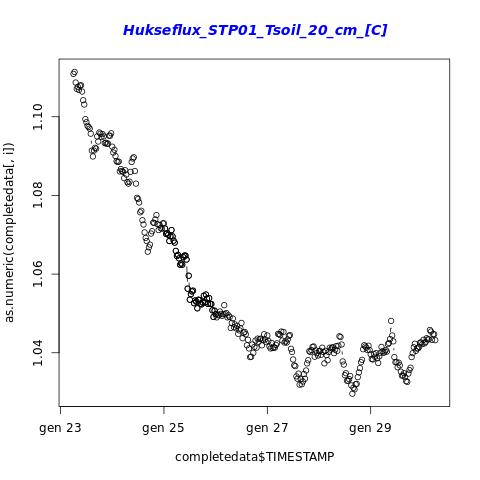 Hukseflux_STP01_Tsoil_20_cm_[C]
as.numeric(completedata[, i])
1.10
1.08
1.06
1.04
gen 23
gen 25
gen 27
gen 29
completedata$TIMESTAMP